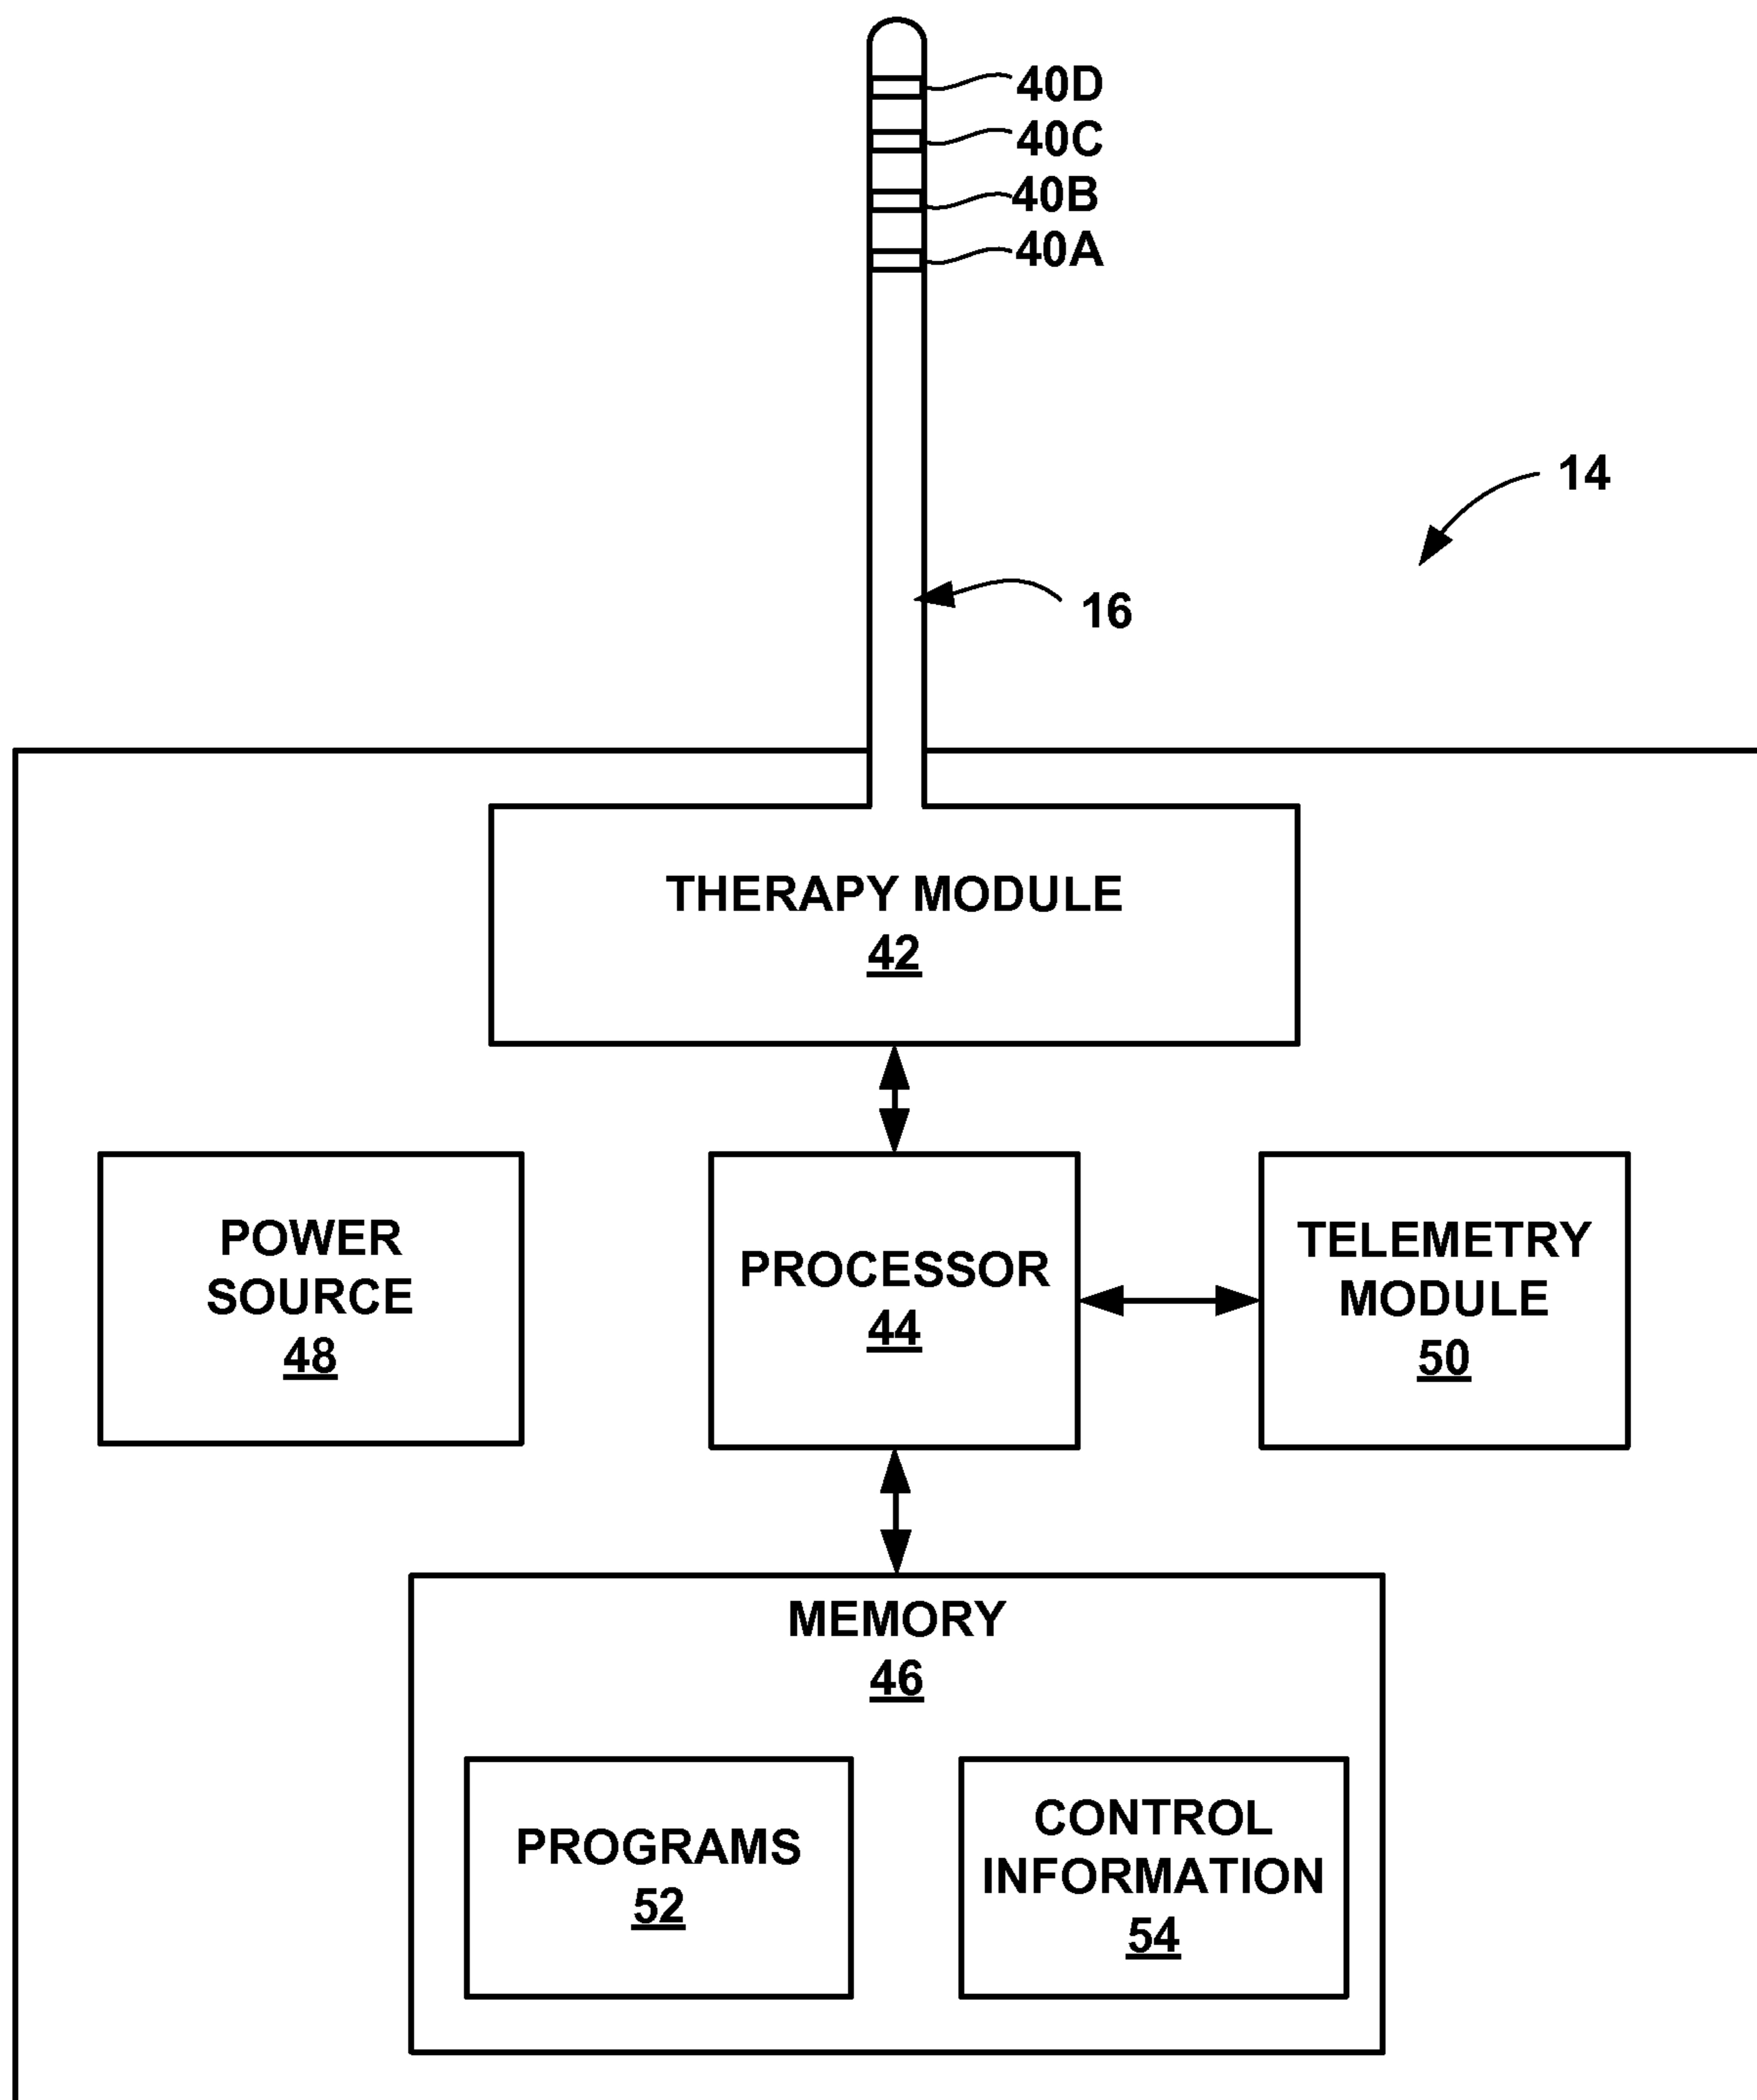 40D
40C
40B
40A
14
16
THERAPY MODULE
42
POWER
SOURCE
48
PROCESSOR
44
TELEMETRY
MODULE
50
MEMORY
46
PROGRAMS
52
CONTROL
INFORMATION
54